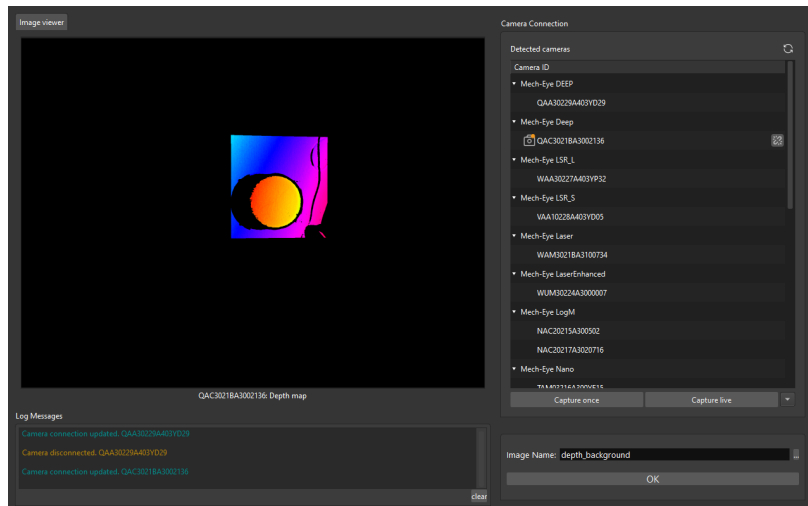 Image viewer
QAC3021BA3002136: Depth map
Log Messages
Camera connection updated. QAA30229A403YD29
Camera disconnected. QAA30229A403YD29
Camera connection updated. QAC3021BA3002136
clear
Camera Connection
Detected cameras
Camera ID
Mech-Eye DEEP
QAA30229A403YD29
Mech-Eye Deep
QAC3021BA3002136
Mech-Eye LSR_L
WAA30227A403YP32
Mech-Eye LSR_S
VAA10228A403YD05
Mech-Eye Laser
WAM3021BA3100734
Mech-Eye LaserEnhanced
WUM30224A3000007
Mech-Eye LogM
NAC20215A300502
NAC20217A3020716
Mech-Eye Nano
Capture once Capture live
Image Name: depth_background
OK